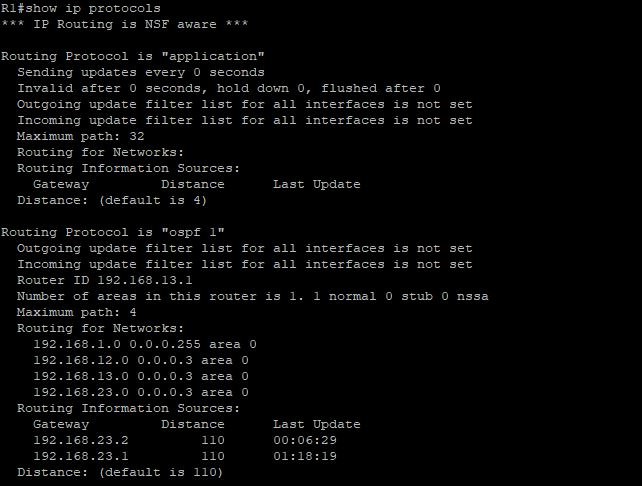 R1#show ip protocols
*** IP Routing is NSF aware ***

Routing Protocol is "application"
  Sending updates every 0 seconds
  Invalid after 0 seconds, hold down 0, flushed after 0
  Outgoing update filter list for all interfaces is not set
  Incoming update filter list for all interfaces is not set
  Maximum path: 32
  Routing for Networks:
  Routing Information Sources:
    Gateway         Distance      Last Update
  Distance: (default is 4)

Routing Protocol is "ospf 1"
  Outgoing update filter list for all interfaces is not set
  Incoming update filter list for all interfaces is not set
  Router ID 192.168.13.1
  Number of areas in this router is 1. 1 normal 0 stub 0 nssa
  Maximum path: 4
  Routing for Networks:
    192.168.1.0 0.0.0.255 area 0
    192.168.12.0 0.0.0.3 area 0
    192.168.13.0 0.0.0.3 area 0
    192.168.23.0 0.0.0.3 area 0
  Routing Information Sources:
    Gateway         Distance      Last Update
    192.168.23.2         110      00:06:29
    192.168.23.1         110      01:18:19
  Distance: (default is 110)